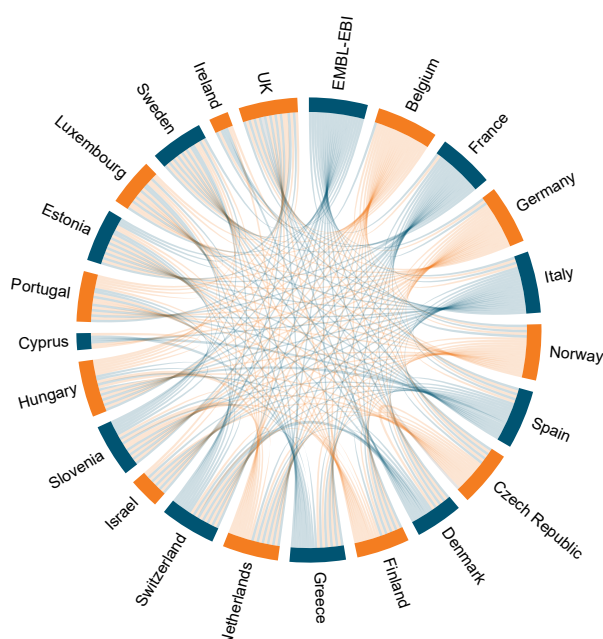 EMBL-EBI
Belgium
France
Germany
Italy
Norway
Spain
Czech Republic
Denmark
Finland
Greece
Netherlands
Switzerland
Israel
Slovenia
Hungary
Cyprus
Portugal
Estonia
Luxembourg
Sweden
Ireland
UK